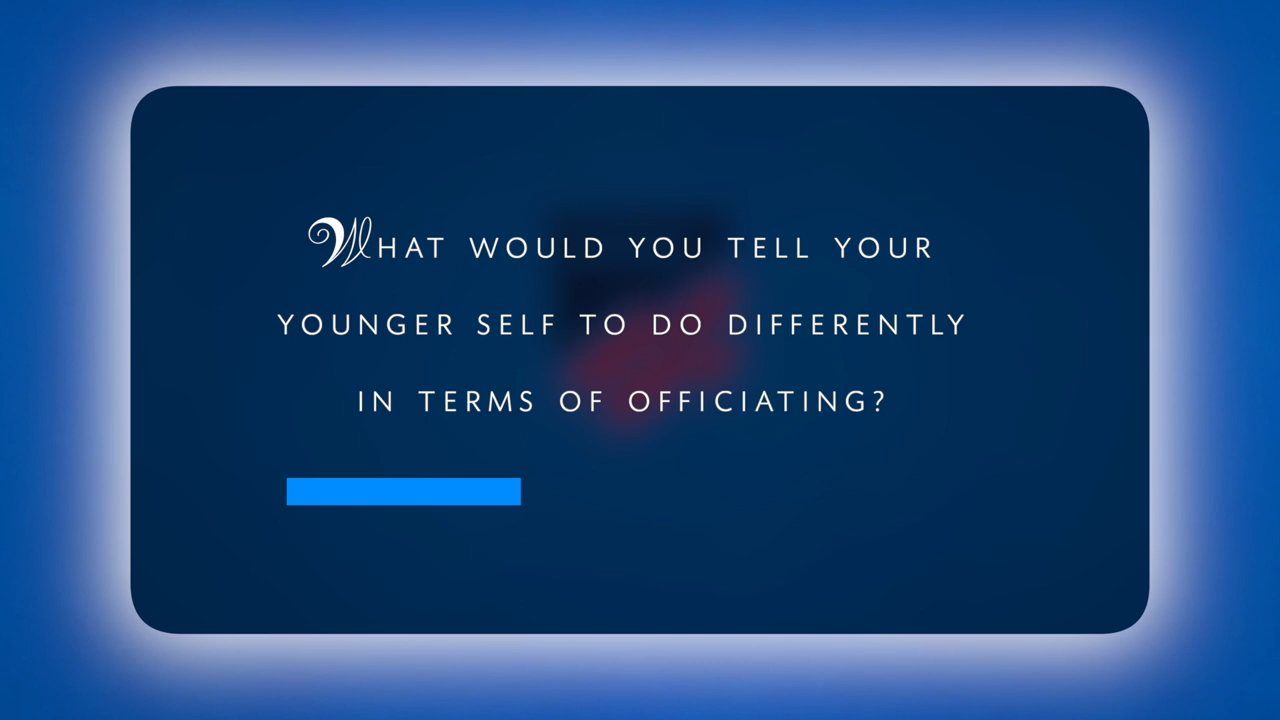 WHAT WOULD YOU TELL YOUR
YOUNGER SELF TO DO DIFFERENTLY
IN TERMS OF OFFICIATING?